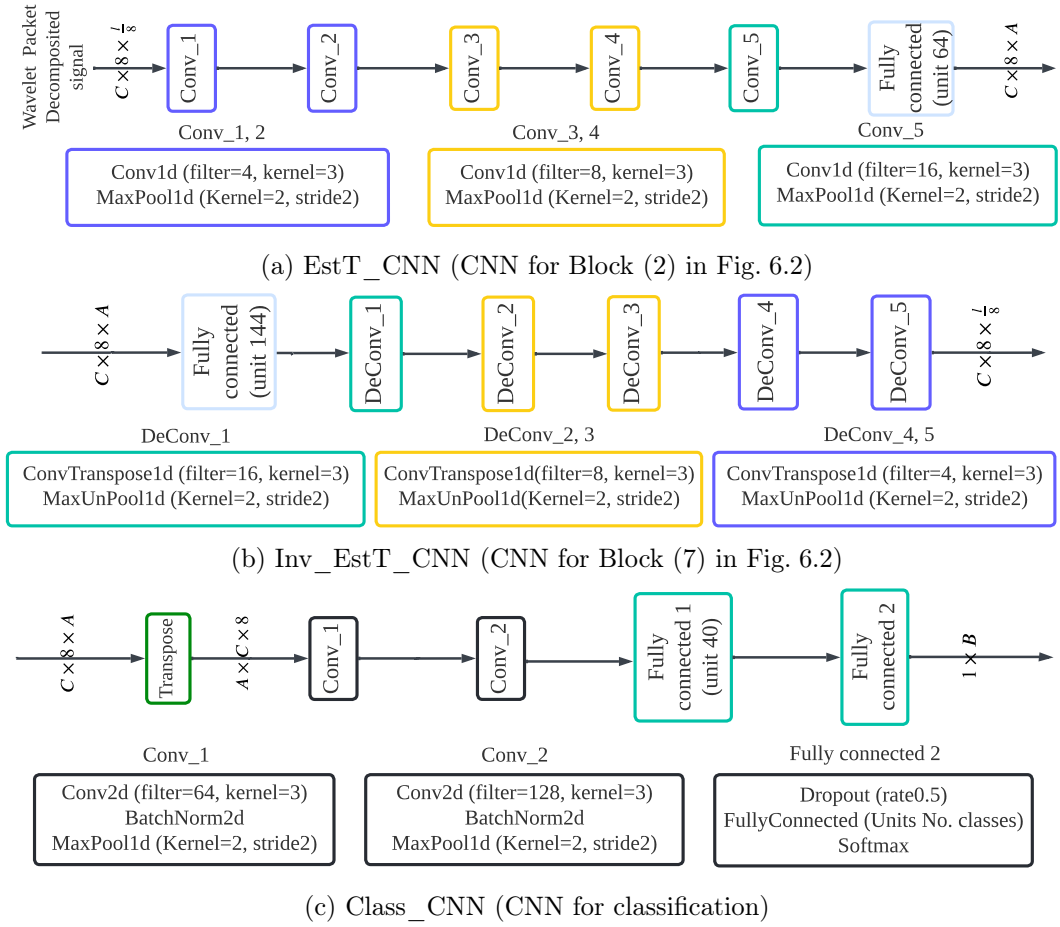 Wavelet Packet
Decomposited
signal
C×8×l/8
Conv_1
Conv_2
Conv_3
Conv_4
Conv_5
Fully
connected
(unit 64)
C×8×A
Conv_1, 2
Conv_3, 4
Conv_5
Conv1d (filter=4, kernel=3)
MaxPool1d (Kernel=2, stride2)
Conv1d (filter=8, kernel=3)
MaxPool1d (Kernel=2, stride2)
Conv1d (filter=16, kernel=3)
MaxPool1d (Kernel=2, stride2)
(a) EstT_CNN (CNN for Block (2) in Fig. 6.2)
C×8×A
Fully
connected
(unit 144)
DeConv_1
DeConv_2
DeConv_3
DeConv_4
DeConv_5
C×8×l/8
DeConv_1
DeConv_2, 3
DeConv_4, 5
ConvTranspose1d (filter=16, kernel=3)
MaxUnPool1d (Kernel=2, stride2)
ConvTranspose1d(filter=8, kernel=3)
MaxUnPool1d(Kernel=2, stride2)
ConvTranspose1d (filter=4, kernel=3)
MaxUnPool1d (Kernel=2, stride2)
(b) Inv_EstT_CNN (CNN for Block (7) in Fig. 6.2)
C×8×A
Transpose
A×C×8
Conv_1
Conv_2
Fully
connected 1
(unit 40)
Fully
connected 2
1×B
Conv_1
Conv_2
Fully connected 2
Conv2d (filter=64, kernel=3)
BatchNorm2d
MaxPool1d (Kernel=2, stride2)
Conv2d (filter=128, kernel=3)
BatchNorm2d
MaxPool1d (Kernel=2, stride2)
Dropout (rate0.5)
FullyConnected (Units No. classes)
Softmax
(c) Class_CNN (CNN for classification)